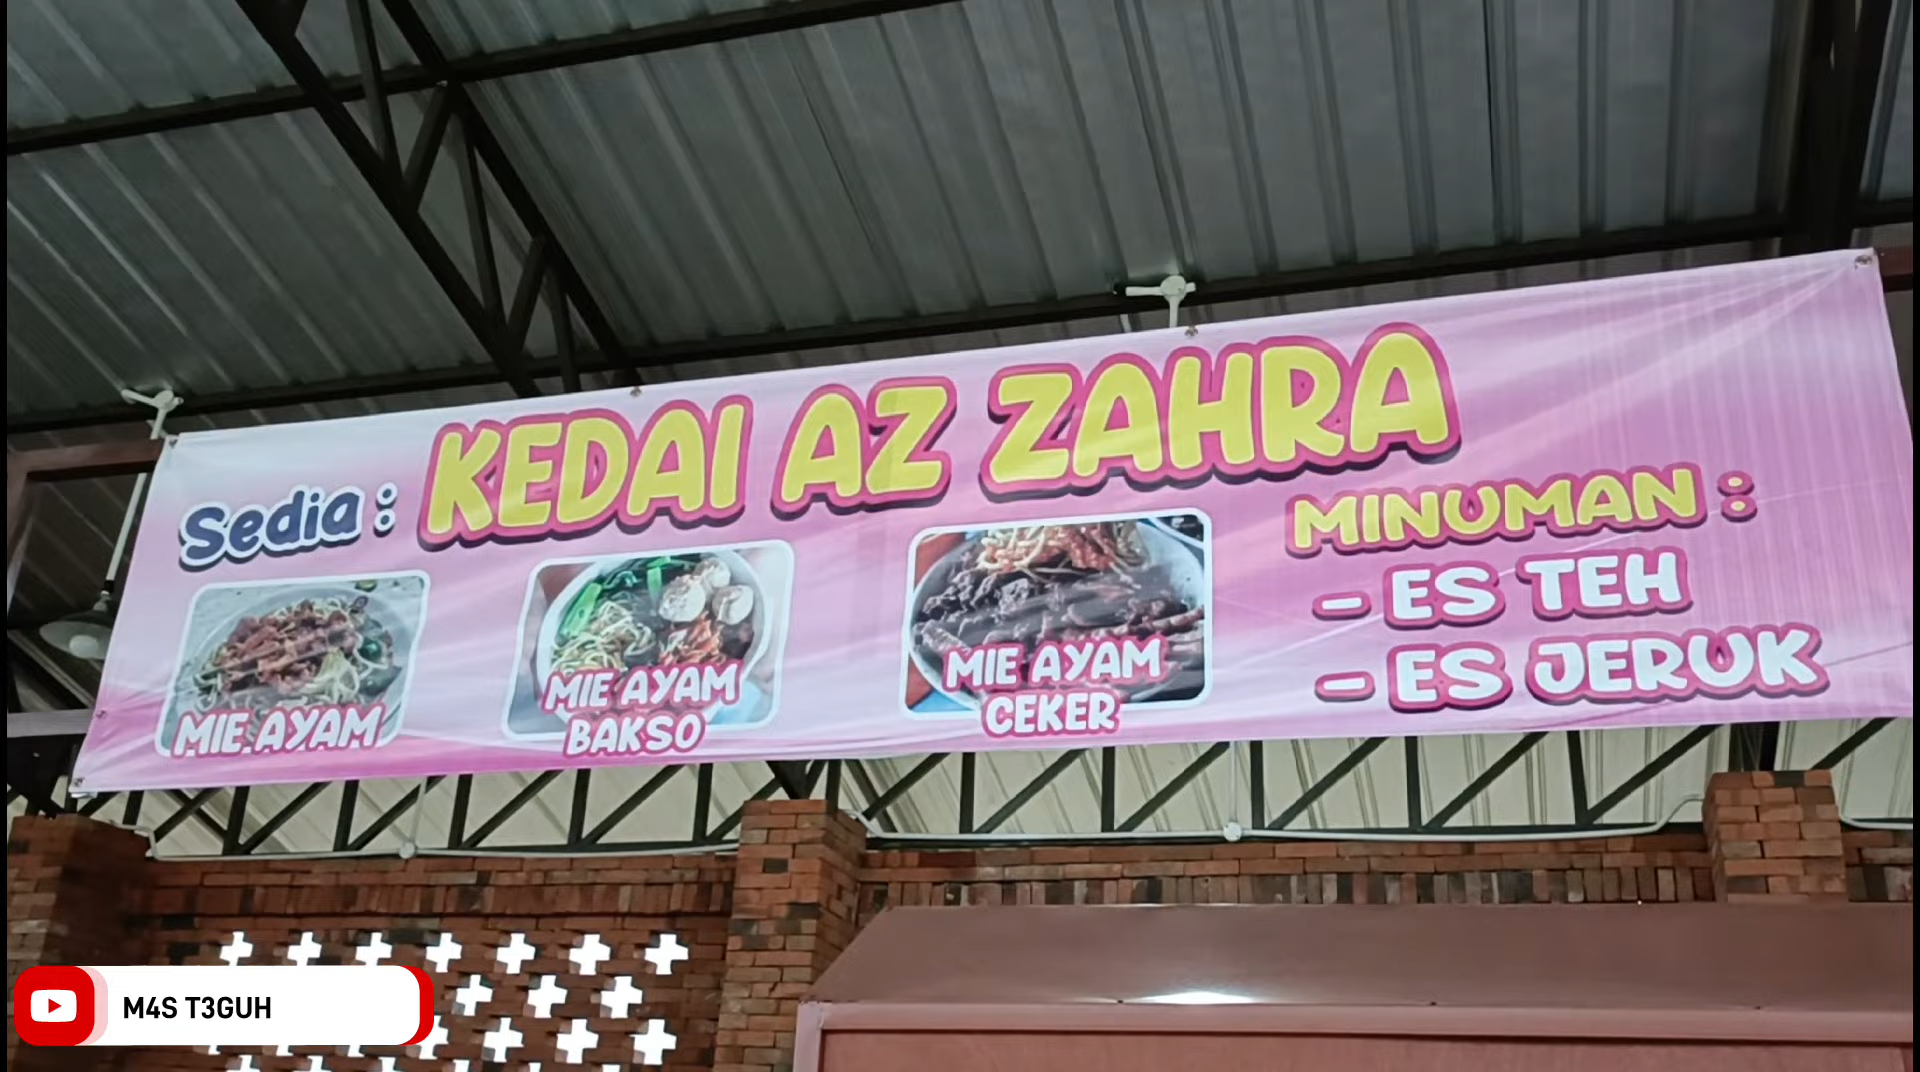 KEDAI AZ ZAHRA
Sedia :
MIE AYAM
MIE AYAM
BAKSO
MIE AYAM
CEKER
MINUMAN :
- ES TEH
- ES JERUK
M4S T3GUH